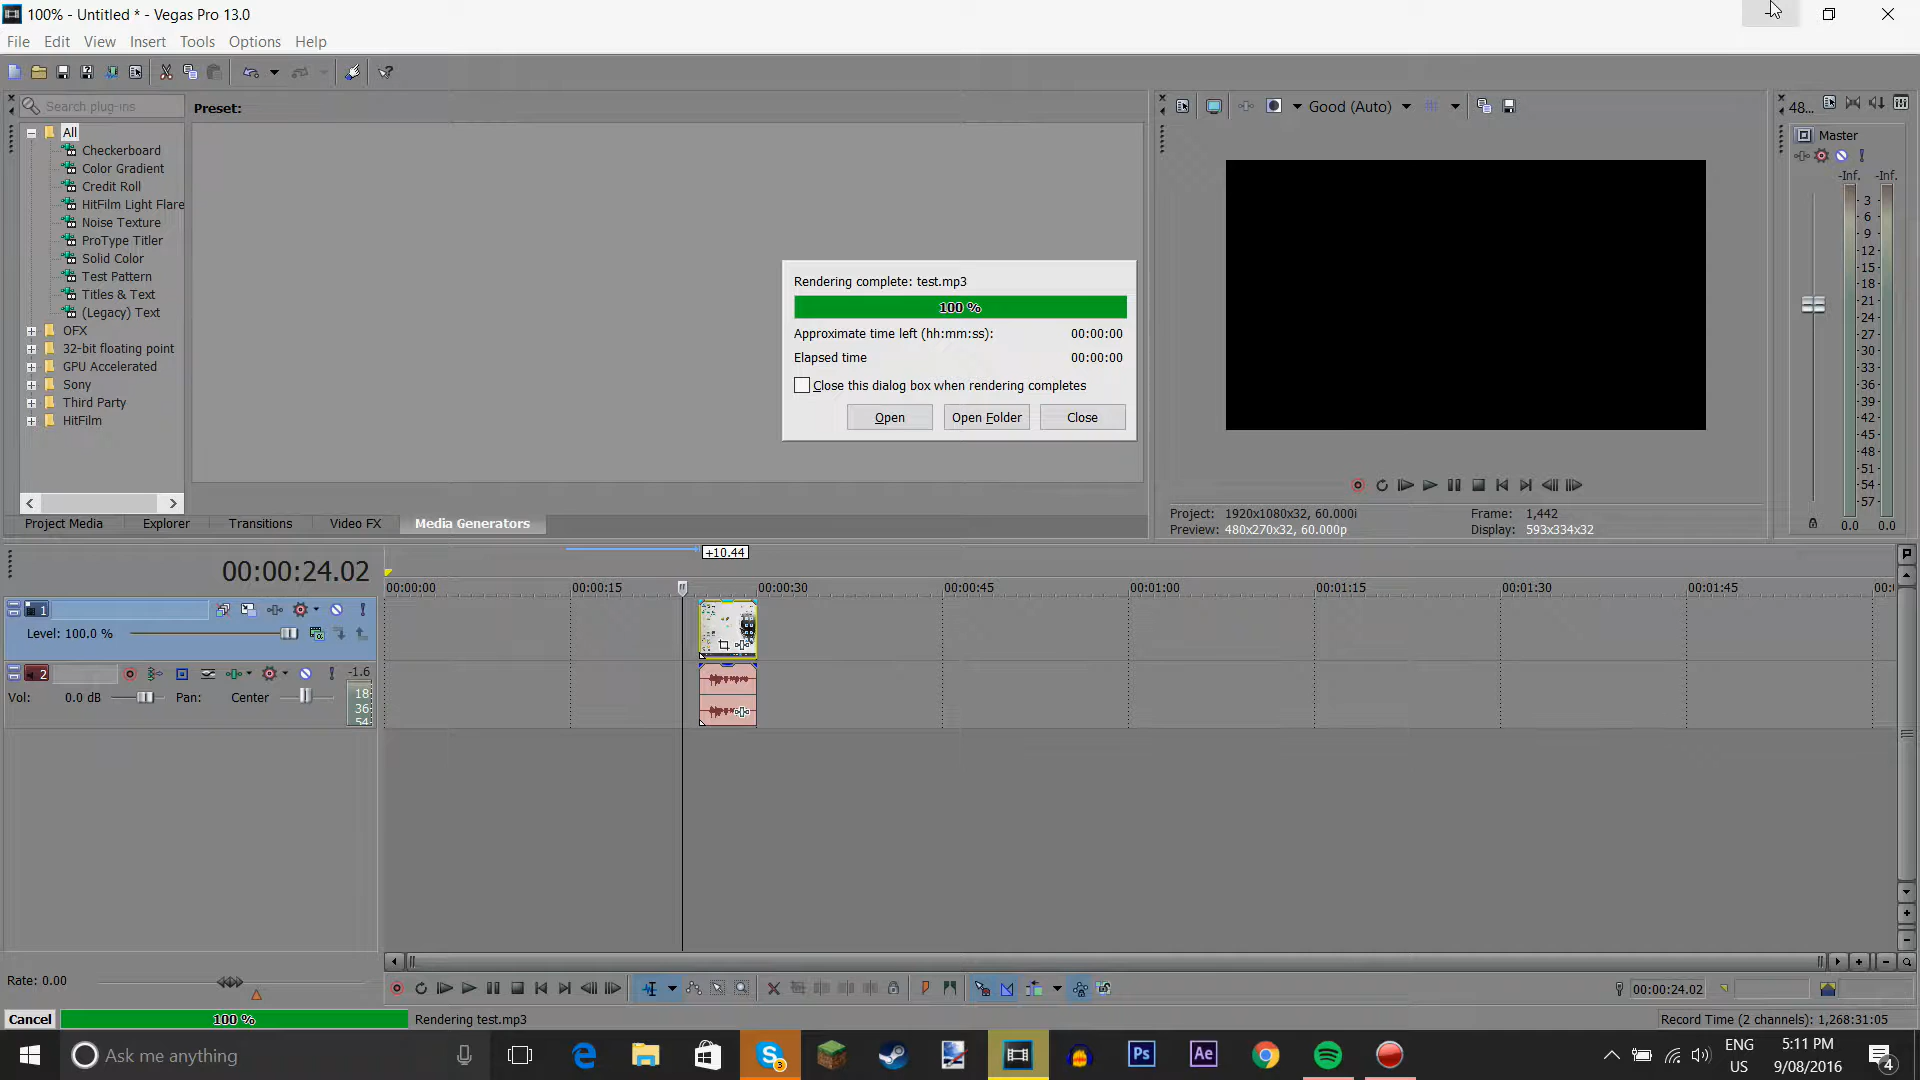 100% - Untitled * - Vegas Pro 13.0
File Edit View Insert Tools Options Help
Search plug-ins
Preset:
Good (Auto)
48...
All
Checkerboard
Color Gradient
Credit Roll
HitFilm Light Flare
Noise Texture
ProType Titler
Solid Color
Test Pattern
Titles & Text
(Legacy) Text
OFX
32-bit floating point
GPU Accelerated
Sony
Third Party
HitFilm
Rendering complete: test.mp3
100 %
Approximate time left (hh:mm:ss): 00:00:00
Elapsed time 00:00:00
Close this dialog box when rendering completes
Open Open Folder Close
Master
-Inf. -Inf.
3
6
9
12
15
18
21
24
27
30
33
36
39
42
45
48
51
54
57
0.0 0.0
Project Media Explorer Transitions Video FX Media Generators
Project: 1920x1080x32, 60.000i Frame: 1,442
Preview: 480x270x32, 60.000p Display: 593x334x32
+10.44
00:00:24.02
00:00:00 00:00:15 00:00:30 00:00:45 00:01:00 00:01:15 00:01:30 00:01:45
1
Level: 100.0 %
2 -1.6
Vol: 0.0 dB Pan: Center
18
36
54
Rate: 0.00
00:00:24.02
Cancel 100 % Rendering test.mp3 Record Time (2 channels): 1,268:31:05
Ask me anything
3
Ps
Ae
ENG
US
5:11 PM
9/08/2016
4